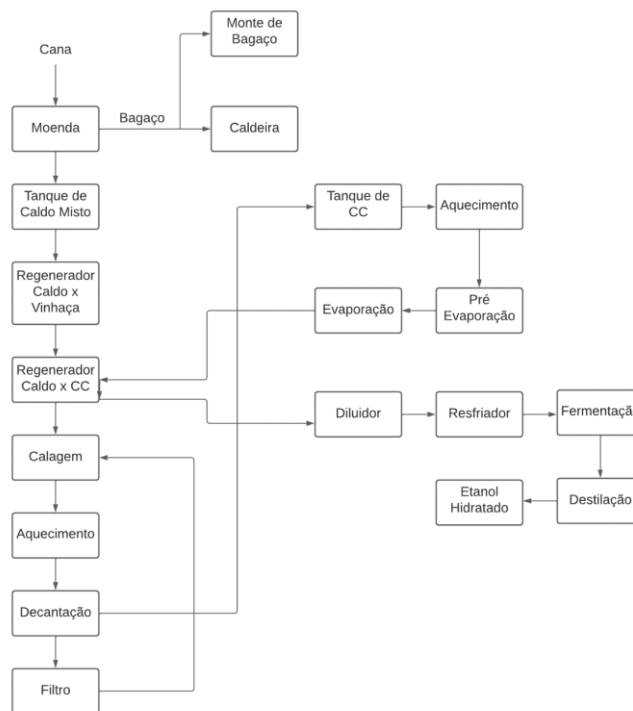 Monte de
Bagaço
Cana
Moenda
Bagaço
Caldeira
Tanque de
Caldo Misto
Tanque de
CC
Aquecimento
Regenerador
Caldo x
Vinhaça
Evaporação
Pré
Evaporação
Regenerador
Caldo x CC
Diluidor
Resfriador
Fermentaçã
Calagem
Etanol
Hidratado
Destilação
Aquecimento
Decantação
Filtro